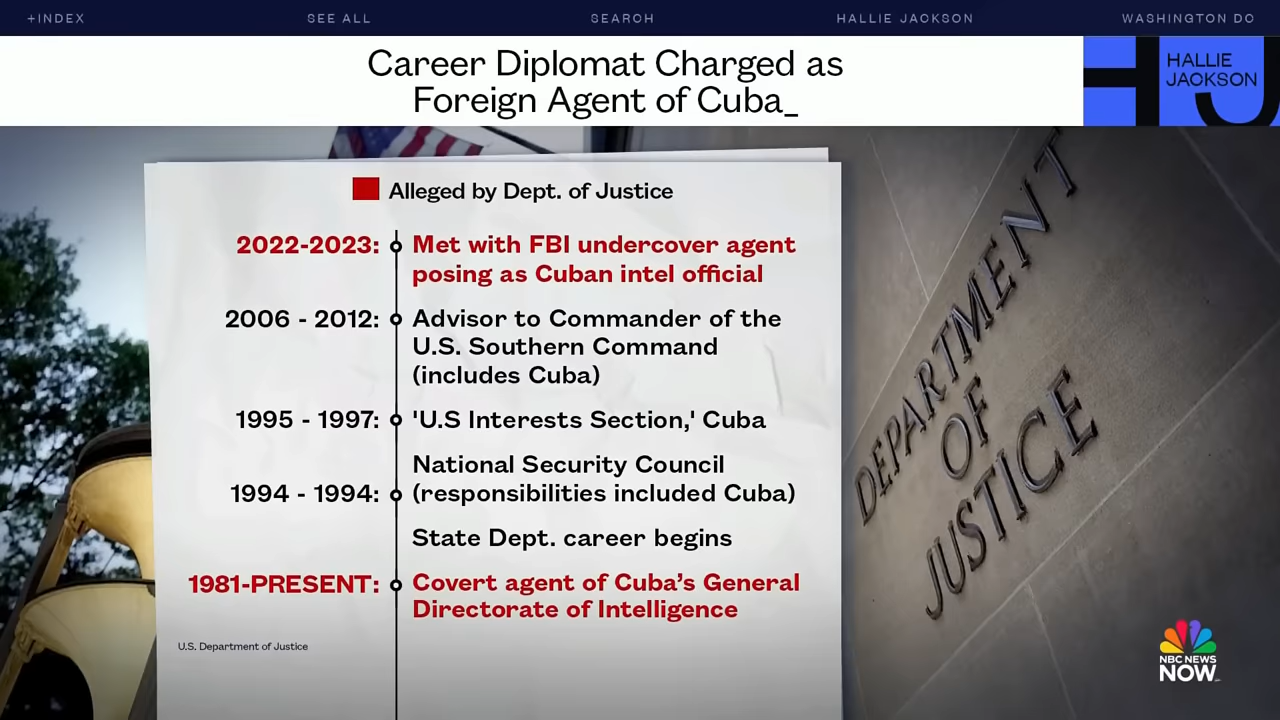 +INDEX
SEE ALL
SEARCH
HALLIE JACKSON
WASHINGTON DC
Career Diplomat Charged as
Foreign Agent of Cuba_
HALLIE
JACKSON
Alleged by Dept. of Justice
2022-2023: Met with FBI undercover agent
posing as Cuban intel official
2006 - 2012: Advisor to Commander of the
U.S. Southern Command
(includes Cuba)
1995 - 1997: 'U.S Interests Section,' Cuba
National Security Council
1994 - 1994: (responsibilities included Cuba)
State Dept. career begins
1981-PRESENT: Covert agent of Cuba’s General
Directorate of Intelligence
U.S. Department of Justice
DEPARTMENT
OF
JUSTICE
NBC NEWS
NOW